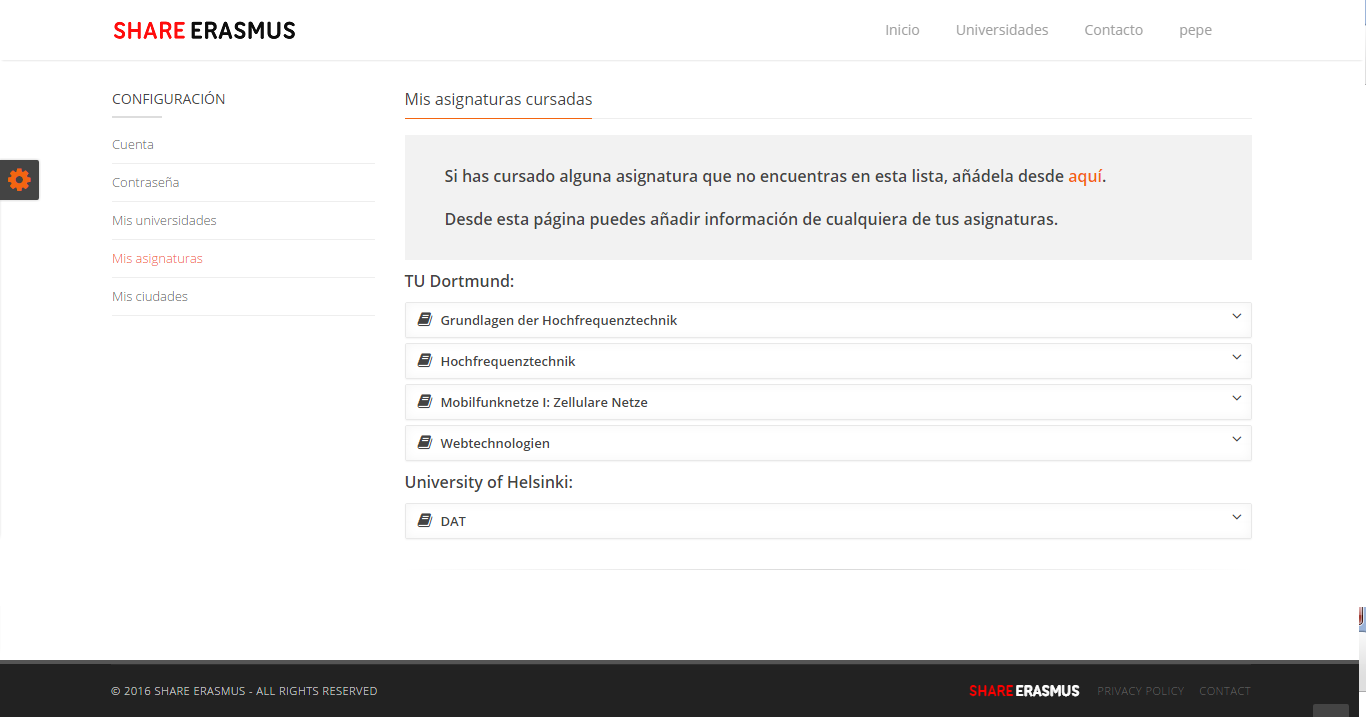 SHARE ERASMUS
Inicio Universidades Contacto pepe
CONFIGURACIÓN
Cuenta
Contraseña
Mis universidades
Mis asignaturas
Mis ciudades
Mis asignaturas cursadas
Si has cursado alguna asignatura que no encuentras en esta lista, añádela desde aquí.
Desde esta página puedes añadir información de cualquiera de tus asignaturas.
TU Dortmund:
Grundlagen der Hochfrequenztechnik
Hochfrequenztechnik
Mobilfunknetze I: Zellulare Netze
Webtechnologien
University of Helsinki:
DAT
© 2016 SHARE ERASMUS - ALL RIGHTS RESERVED
SHARE ERASMUS PRIVACY POLICY CONTACT